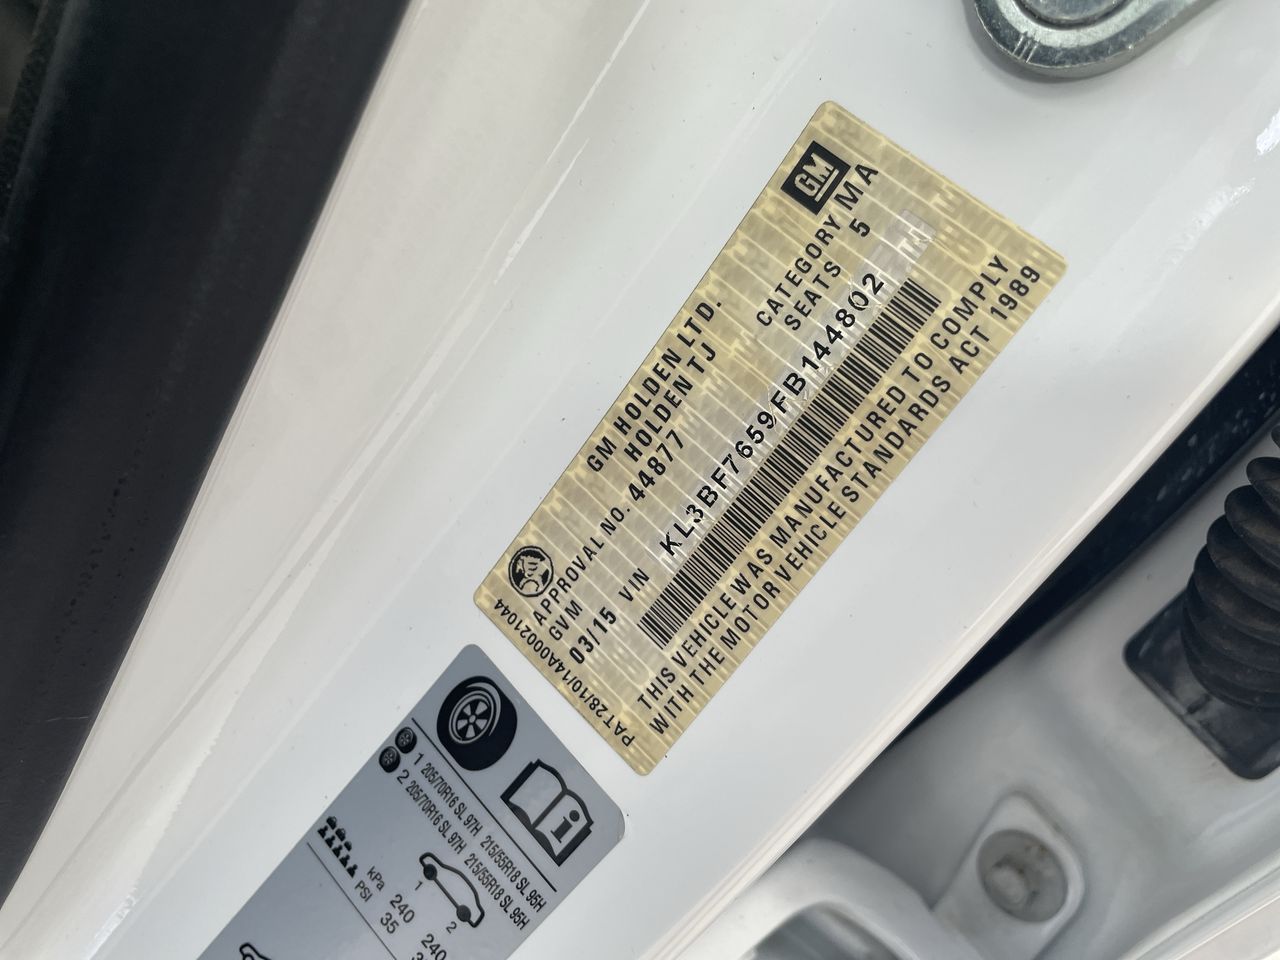 GM
GM HOLDEN LTD.
HOLDEN TJ
CATEGORY MA
SEATS 5
APPROVAL NO. 44877
GVM
03/15 VIN KL3BF7659FB144802
THIS VEHICLE WAS MANUFACTURED TO COMPLY
WITH THE MOTOR VEHICLE STANDARDS ACT 1989
PAT-28/10/14A00021044
i
1 205/70R16 SL 97H 215/55R18 SL 95H
2 205/70R16 SL 97H 215/55R18 SL 95H
1
2
kPa 240 240
PSI 35